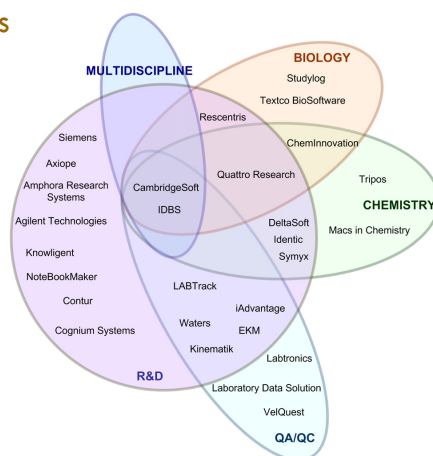 s
MULTIDISCIPLINE
BIOLOGY
Studylog
Textco BioSoftware
Rescentris
Siemens
ChemInnovation
Axiope
Quattro Research
Tripos
Amphora Research
Systems
CambridgeSoft
CHEMISTRY
IDBS
Agilent Technologies
DeltaSoft
Macs in Chemistry
Identic
Knowligent
Symyx
NoteBookMaker
LABTrack
Contur
iAdvantage
Waters
EKM
Cognium Systems
Kinematik
Labtronics
R&D
Laboratory Data Solution
VelQuest
QA/QC